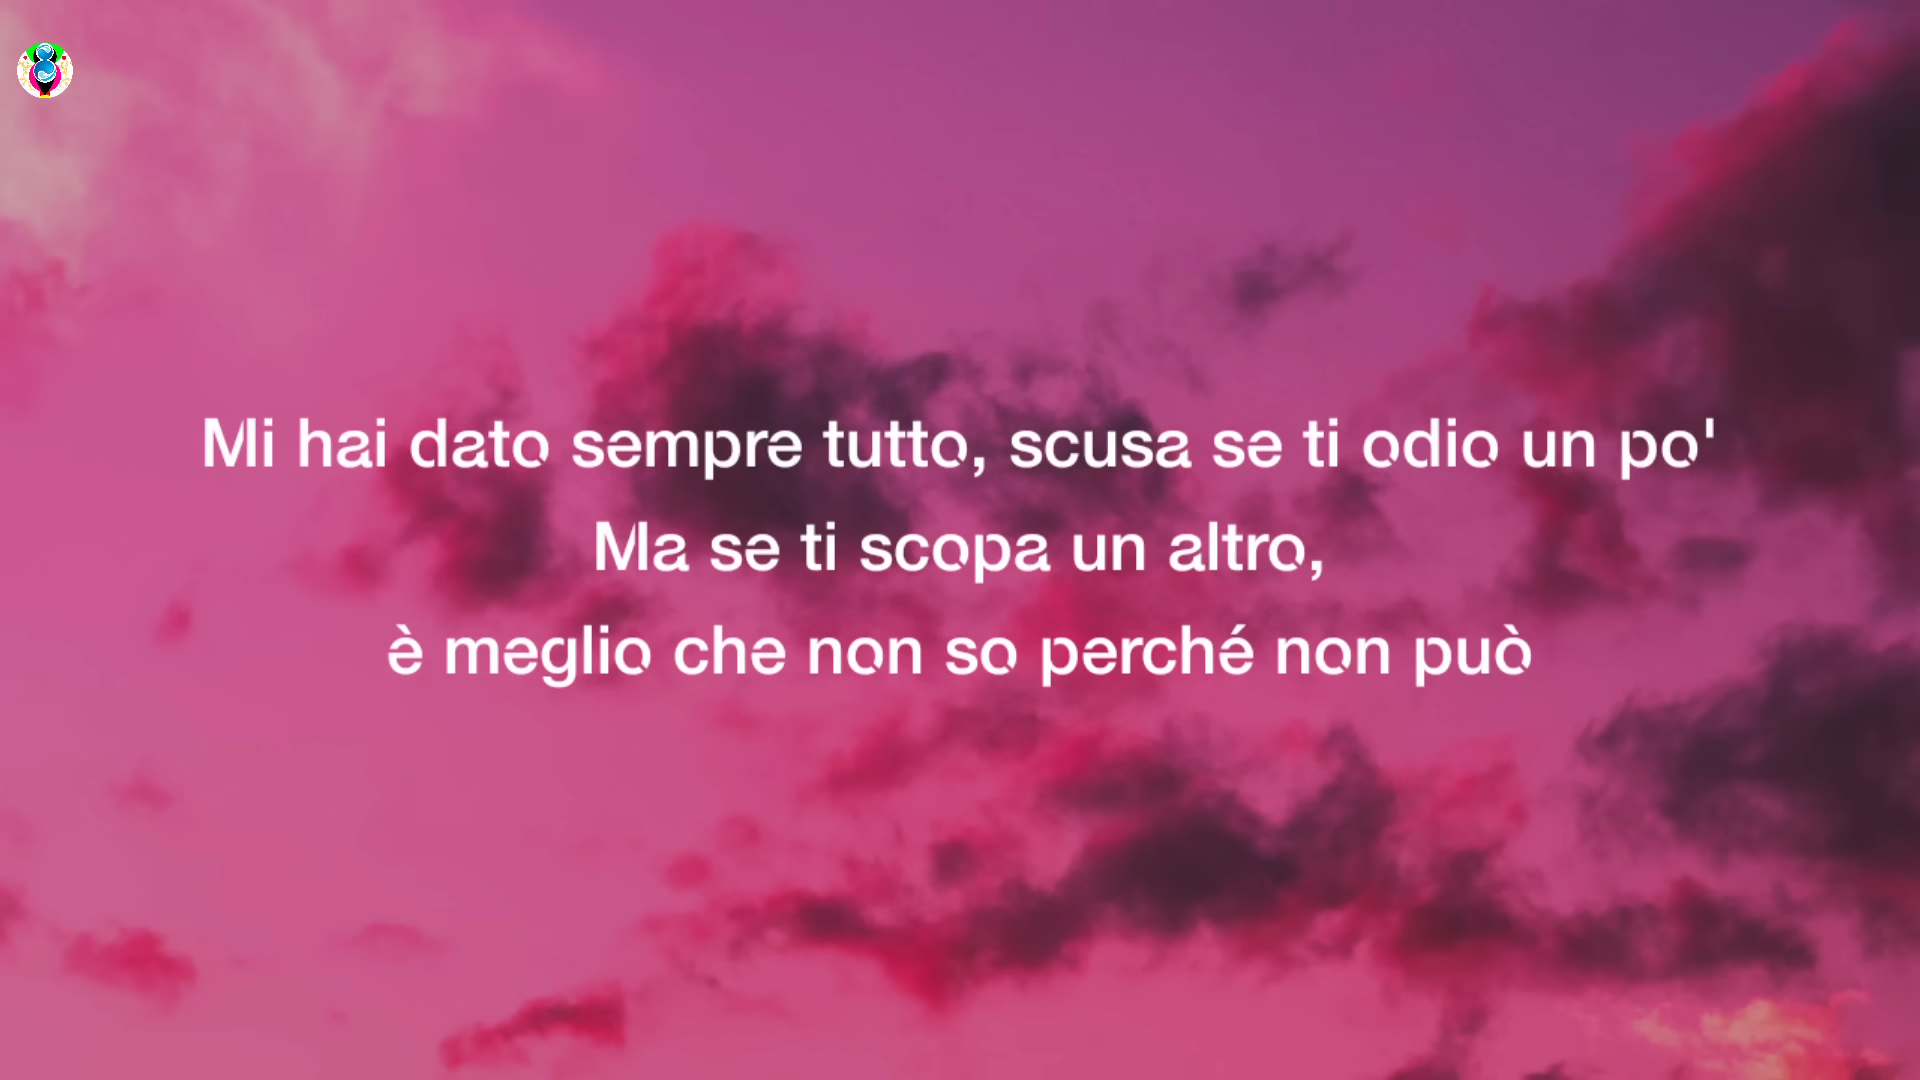 Mi hai dato sempre tutto, scusa se ti odio un po'
Ma se ti scopa un altro,
è meglio che non so perché non può